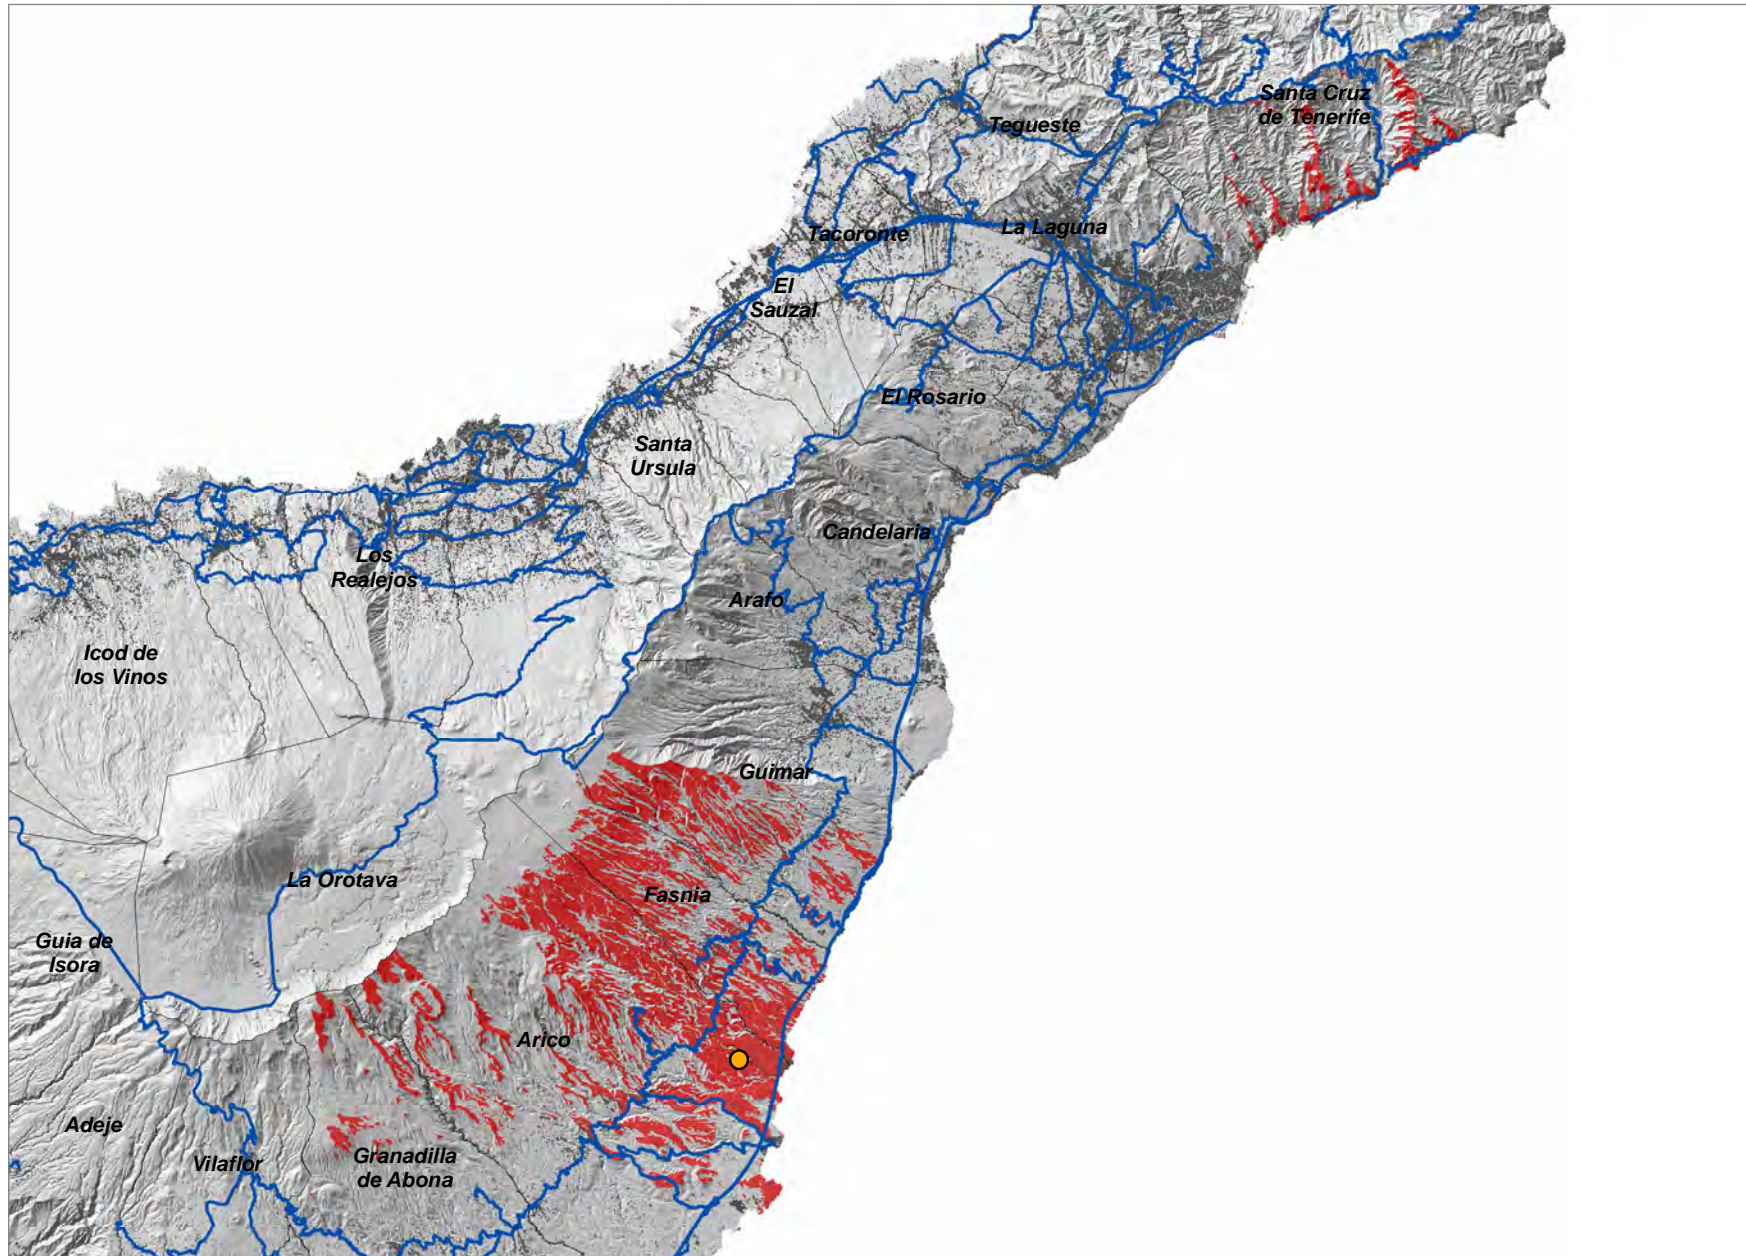 Santa Cruz
de Tenerife
Tegueste
La Laguna
Tacoronte
El
Sauzal
El Rosario
Santa
Ursula
Candelaria
Los
Realejos
Arafo
Icod de
los Vinos
Guimar
La Orotava
Fasnia
Guia de
Isora
Arico
Adeje
Vilaflor
Granadilla
de Abona